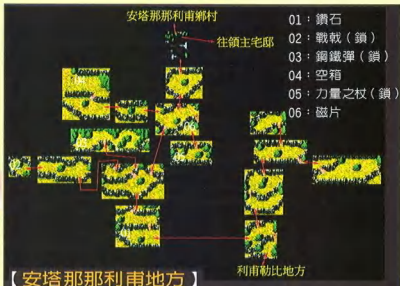 安塔那那利甫鄉村
往領主宅邸
01：鑽石
02：戰戟（鎖）
03：鋼鐵彈（鎖）
04：空箱
05：力量之杖（鎖）
06：磁片
利甫勒比地方
【安塔那那利甫地方】